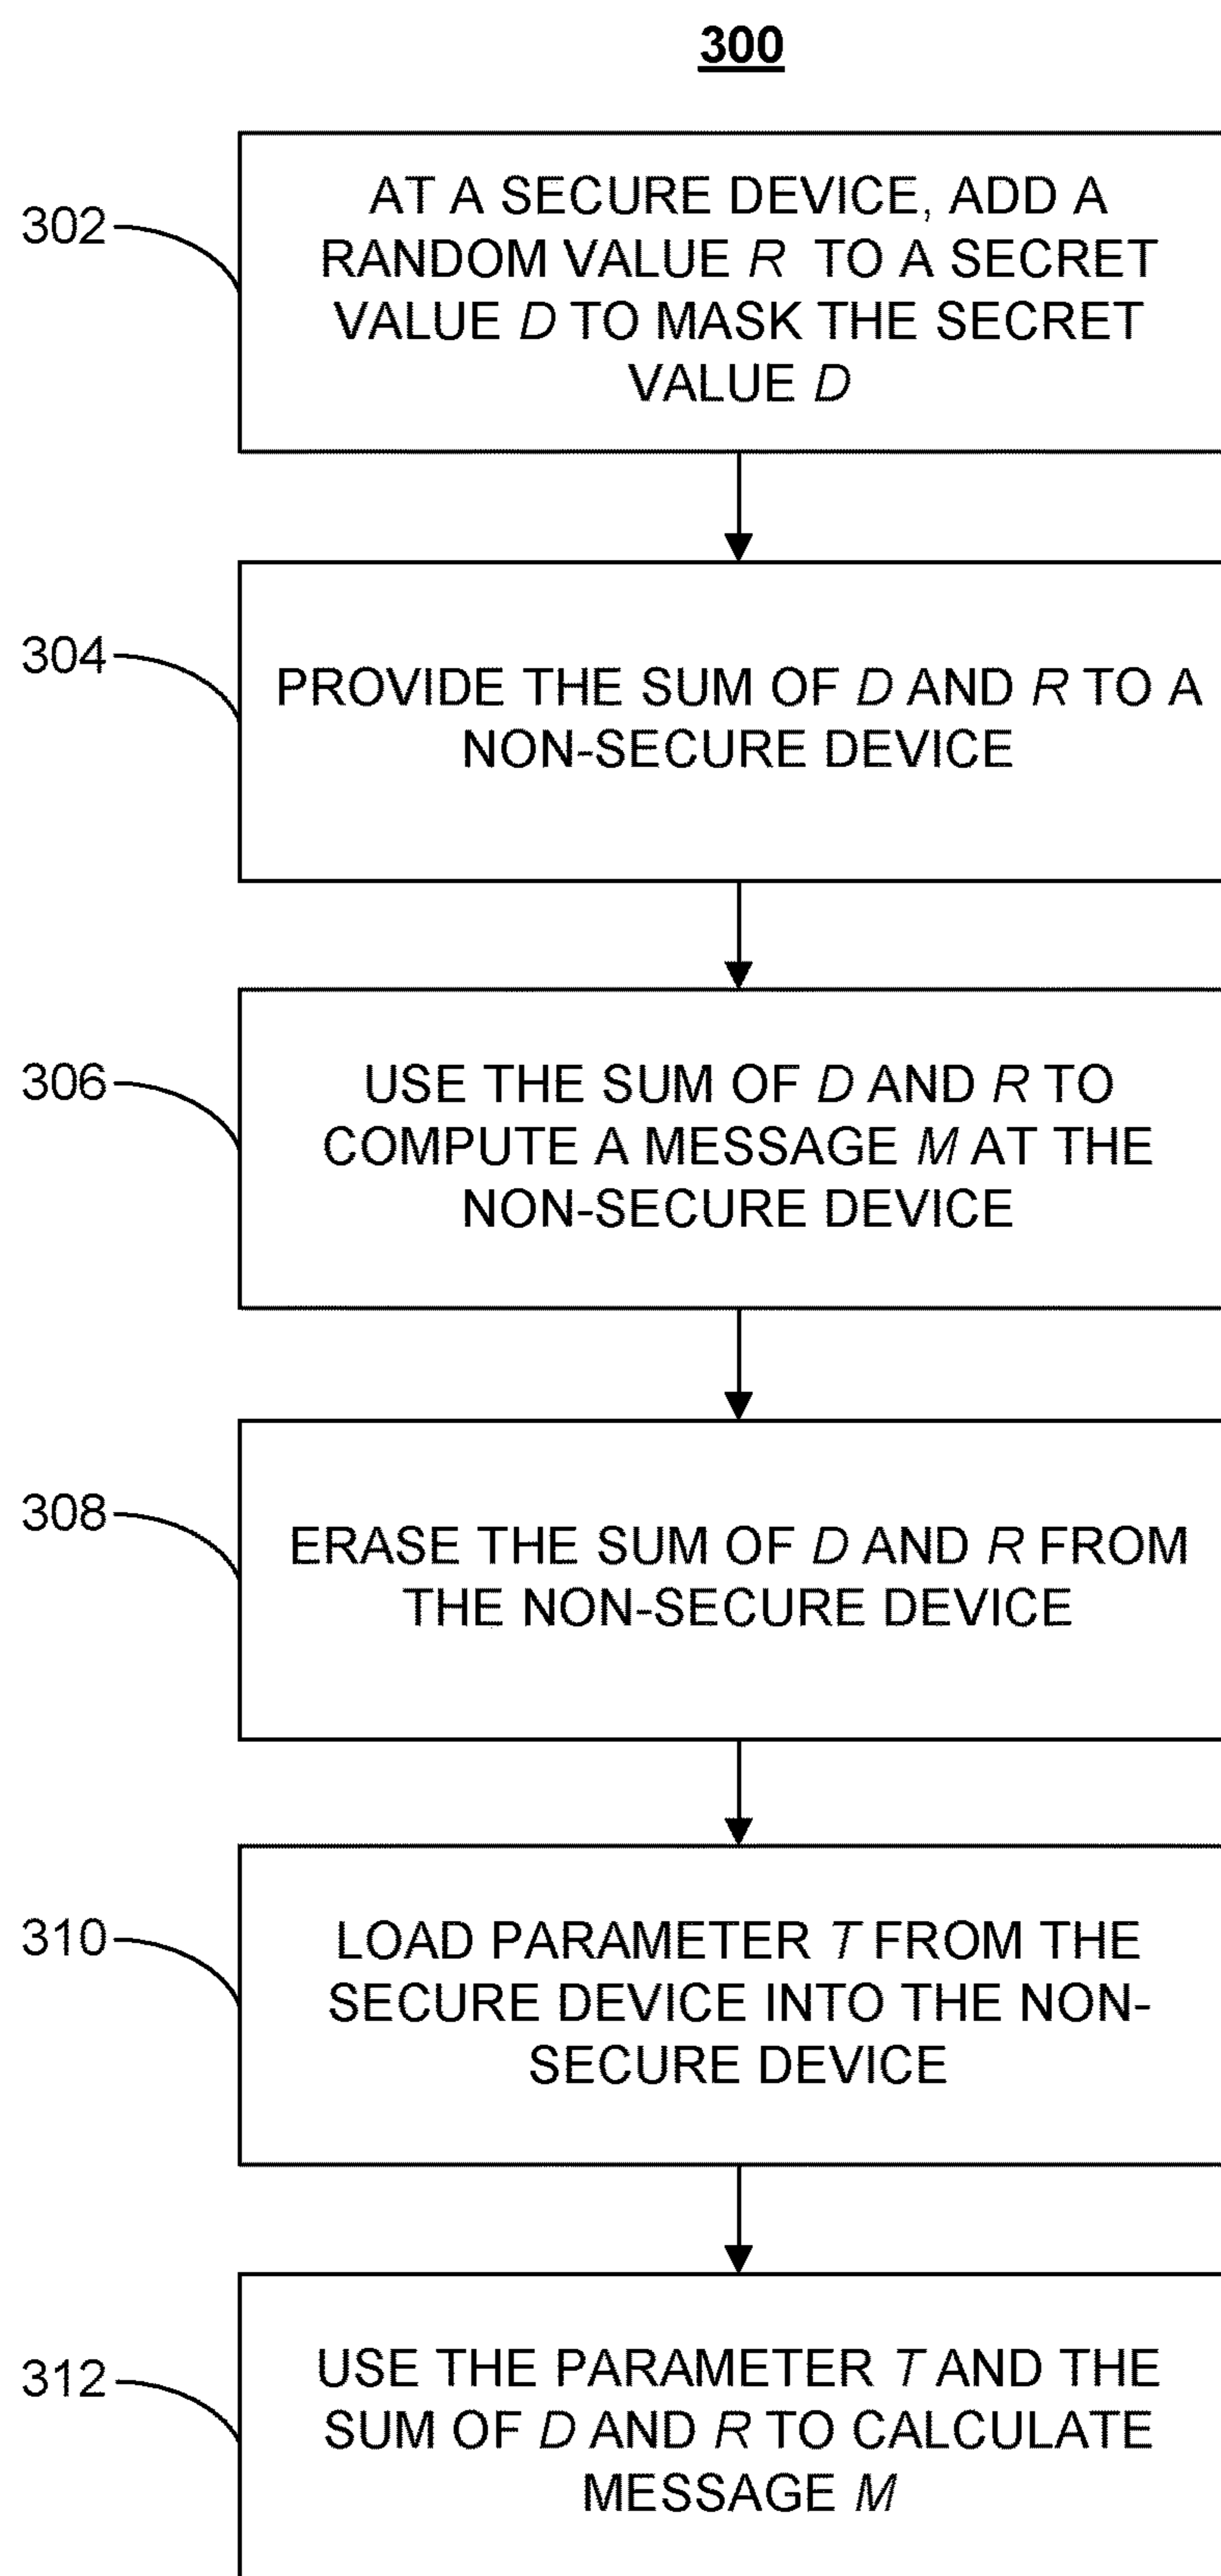 300
302
AT A SECURE DEVICE, ADD A
RANDOM VALUE R TO A SECRET
VALUE D TO MASK THE SECRET
VALUE D
304
PROVIDE THE SUM OF D AND R TO A
NON-SECURE DEVICE
306
USE THE SUM OF D AND R TO
COMPUTE A MESSAGE M AT THE
NON-SECURE DEVICE
308
ERASE THE SUM OF D AND R FROM
THE NON-SECURE DEVICE
310
LOAD PARAMETER T FROM THE
SECURE DEVICE INTO THE NON-
SECURE DEVICE
312
USE THE PARAMETER T AND THE
SUM OF D AND R TO CALCULATE
MESSAGE M